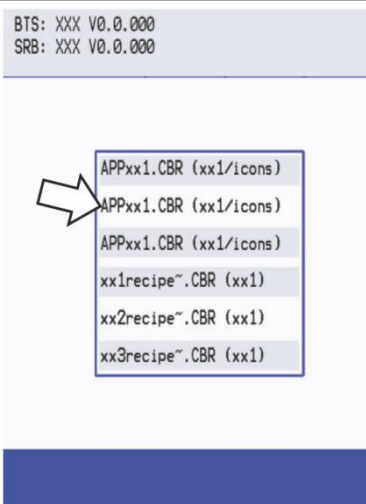 BTS: XXX V0.0.000
SRB: XXX V0.0.000
APPxx1.CBR (xx1/icons)
APPxx1.CBR (xx1/icons)
APPxx1.CBR (xx1/icons)
xx1recipe~.CBR (xx1)
xx2recipe~.CBR (xx1)
xx3recipe~.CBR (xx1)